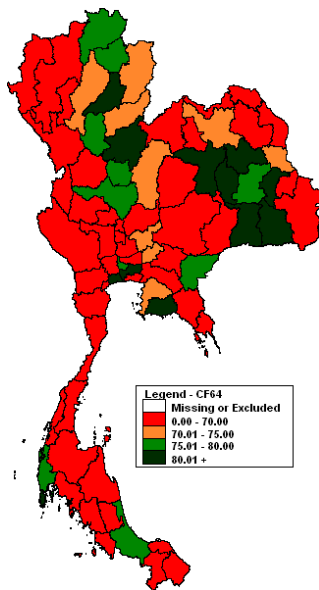 Legend - CF64
Missing or Excluded
0.00 - 70.00
70.01 - 75.00
75.01 - 80.00
80.01 +